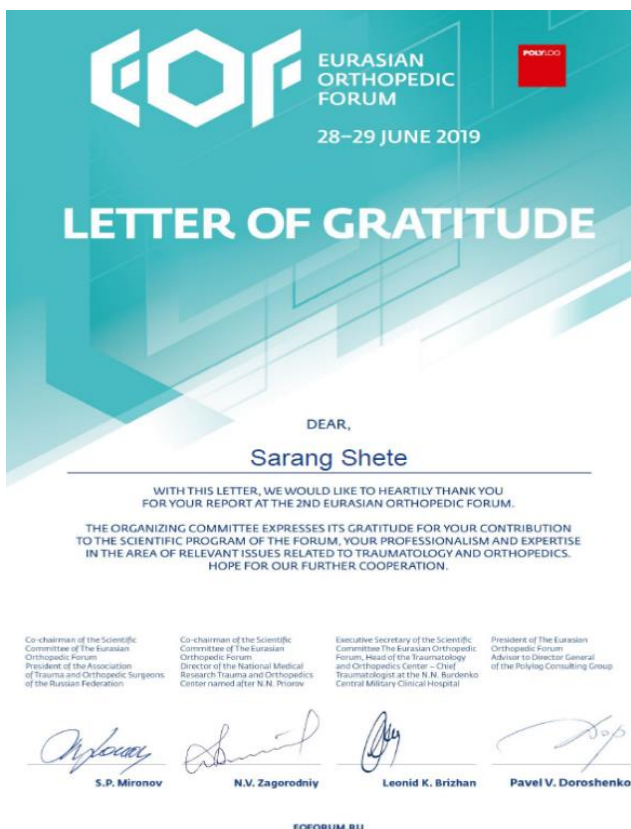 EOF
EURASIAN
ORTHOPEDIC
FORUM
POLYLOG
28–29 JUNE 2019
LETTER OF GRATITUDE
DEAR,
Sarang Shete
WITH THIS LETTER, WE WOULD LIKE TO HEARTILY THANK YOU
FOR YOUR REPORT AT THE 2ND EURASIAN ORTHOPEDIC FORUM.
THE ORGANIZING COMMITTEE EXPRESSES ITS GRATITUDE FOR YOUR CONTRIBUTION
TO THE SCIENTIFIC PROGRAM OF THE FORUM, YOUR PROFESSIONALISM AND EXPERTISE
IN THE AREA OF RELEVANT ISSUES RELATED TO TRAUMATOLOGY AND ORTHOPEDICS.
HOPE FOR OUR FURTHER COOPERATION.
Co-chairman of the Scientific
Committee of The Eurasian
Orthopedic Forum
President of the Association
of Trauma and Orthopedic Surgeons
of the Russian Federation
Co-chairman of the Scientific
Committee of The Eurasian
Orthopedic Forum
Director of the National Medical
Research Trauma and Orthopedics
Center named after N.N. Priorov
Executive Secretary of the Scientific
Committee The Eurasian Orthopedic
Forum, Head of the Traumatology
and Orthopedics Center – Chief
Traumatologist at the N.N. Burdenko
Central Military Clinical Hospital
President of The Eurasian
Orthopedic Forum
Advisor to Director General
of the Polylog Consulting Group
S.P. Mironov
N.V. Zagorodniy
Leonid K. Brizhan
Pavel V. Doroshenko
EOFORUM.RU